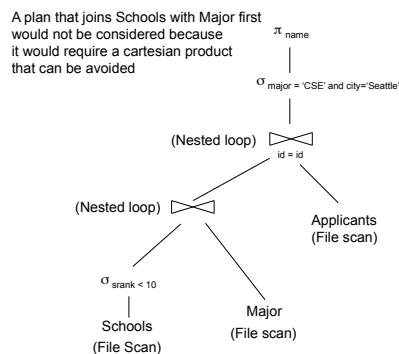 A plan that joins Schools with Major first
would not be considered because
it would require a cartesian product
that can be avoided
π name
σ major = 'CSE' and city='Seattle'
(Nested loop)
id = id
(Nested loop)
Applicants
(File scan)
σ srank < 10
Schools
(File Scan)
Major
(File scan)